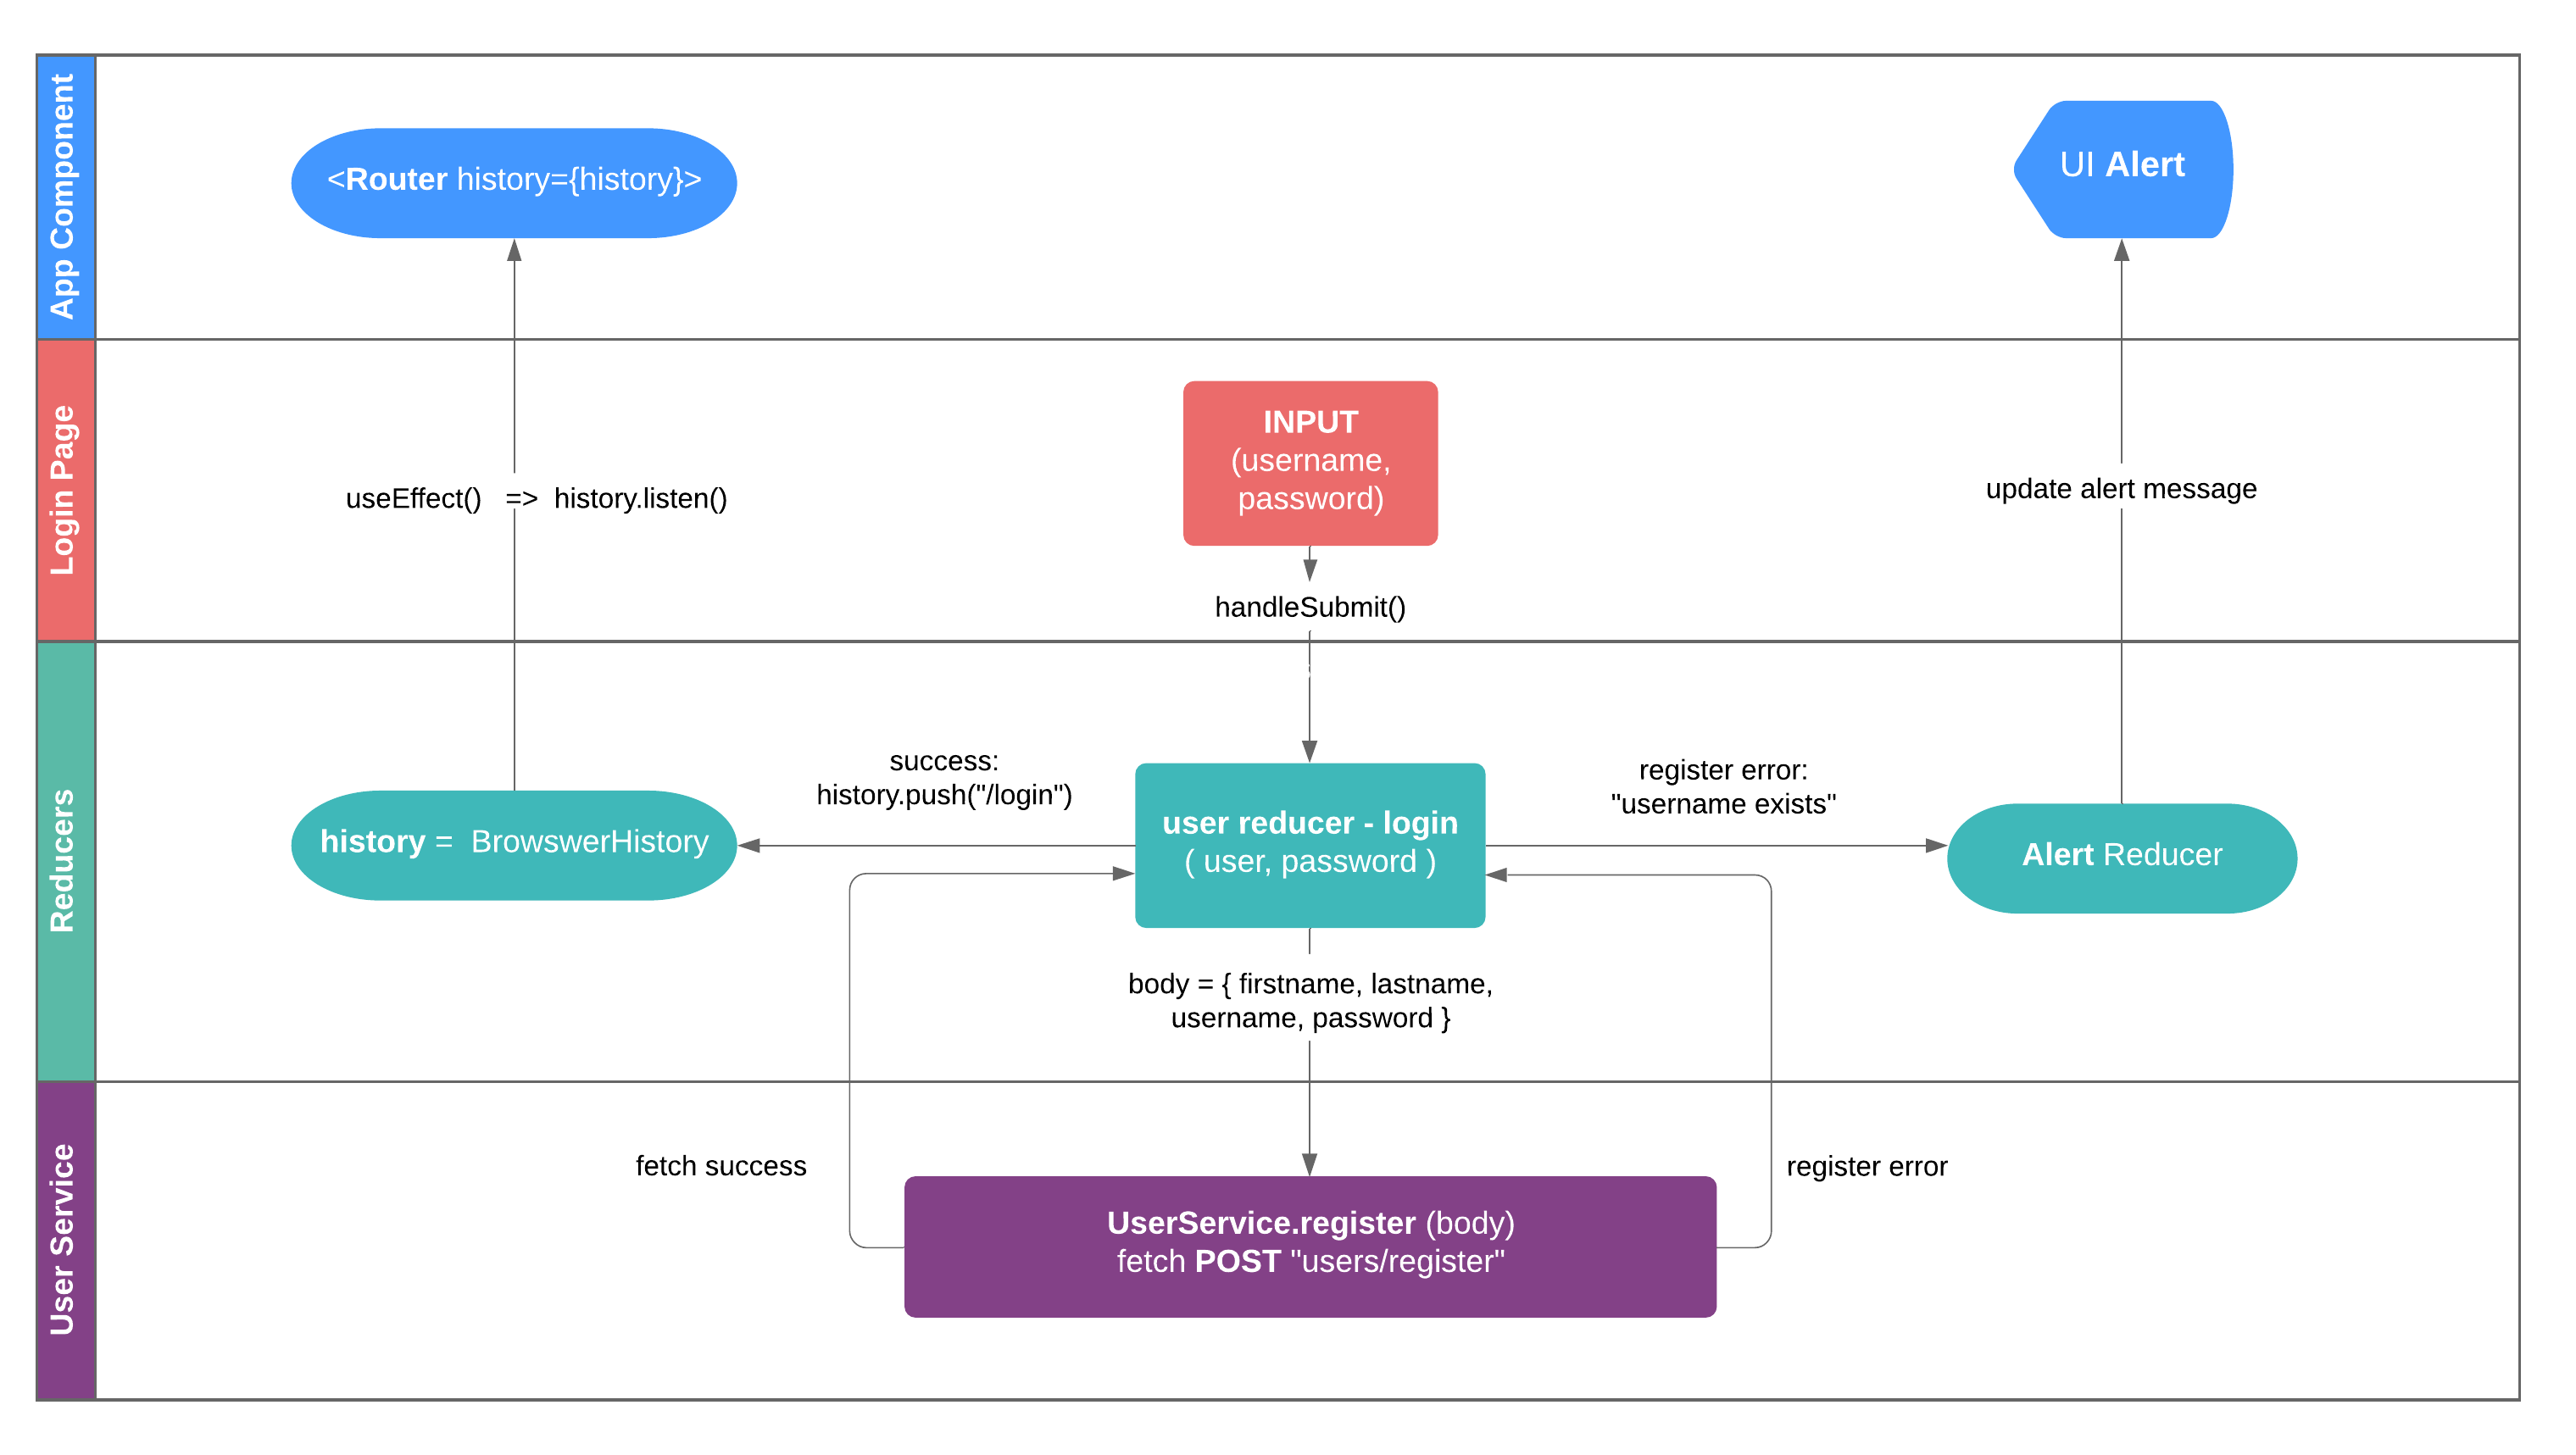 App Component
<Router history={history}>
UI Alert
Login Page
INPUT
(username,
password)
useEffect()   =>  history.listen()
update alert message
handleSubmit()
Reducers
success:
history.push("/login")
register error:
"username exists"
history =  BrowswerHistory
user reducer - login
( user, password )
Alert Reducer
body = { firstname, lastname,
username, password }
User Service
fetch success
register error
UserService.register (body)
fetch POST "users/register"